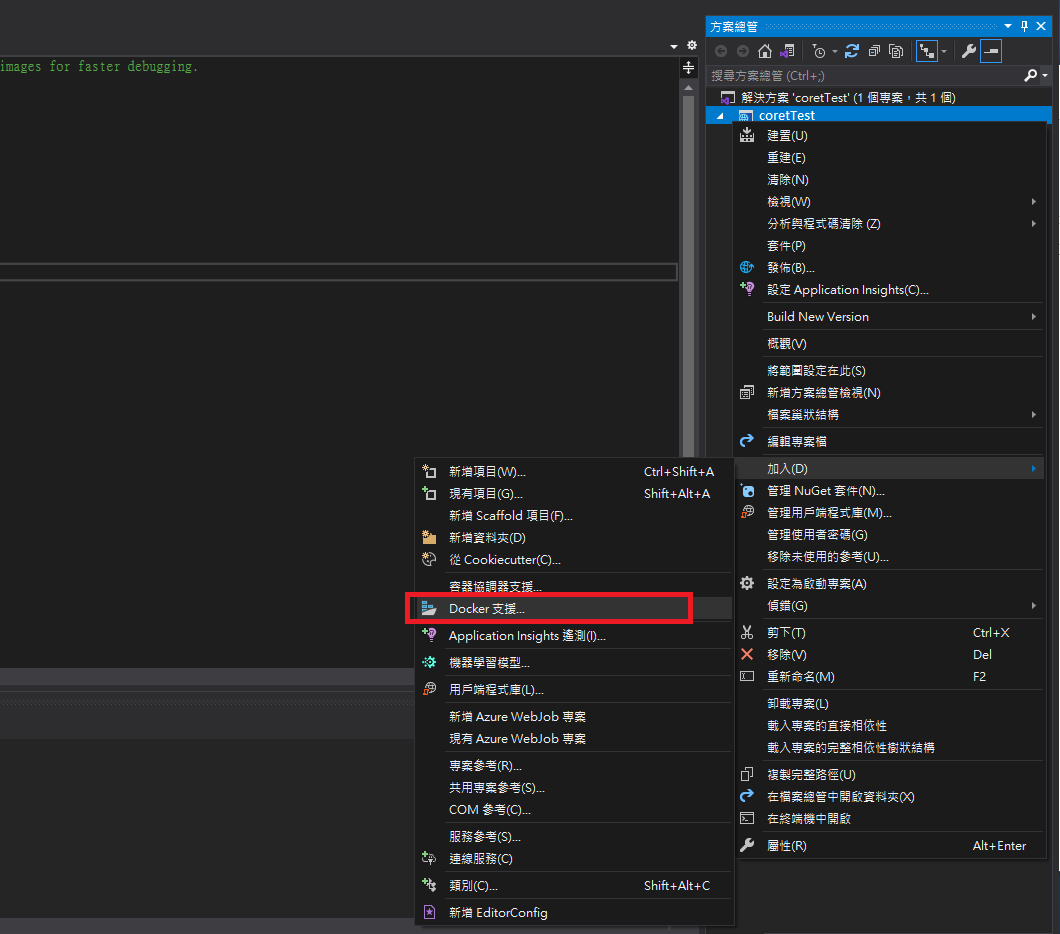 方案總管
images for faster debugging.
搜尋方案總管 (Ctrl+;)
解決方案 'coretTest' (1 個專案，共 1 個)
coretTest
建置(U)
重建(E)
清除(N)
檢視(W)
分析與程式碼清除 (Z)
套件(P)
發佈(B)...
設定 Application Insights(C)...
Build New Version
概觀(V)
將範圍設定在此(S)
新增方案總管檢視(N)
檔案巢狀結構
編輯專案檔
加入(D)
管理 NuGet 套件(N)...
管理用戶端程式庫(M)...
管理使用者密碼(G)
移除未使用的參考(U)...
設定為啟動專案(A)
偵錯(G)
剪下(T) Ctrl+X
移除(V) Del
重新命名(M) F2
卸載專案(L)
載入專案的直接相依性
載入專案的完整相依性樹狀結構
複製完整路徑(U)
在檔案總管中開啟資料夾(X)
在終端機中開啟
屬性(R) Alt+Enter
新增項目(W)... Ctrl+Shift+A
現有項目(G)... Shift+Alt+A
新增 Scaffold 項目(F)...
新增資料夾(D)
從 Cookiecutter(C)...
容器協調器支援...
Docker 支援...
Application Insights 遙測(I)...
機器學習模型...
用戶端程式庫(L)...
新增 Azure WebJob 專案
現有 Azure WebJob 專案
專案參考(R)...
共用專案參考(S)...
COM 參考(C)...
服務參考(S)...
連線服務(C)
類別(C)... Shift+Alt+C
新增 EditorConfig